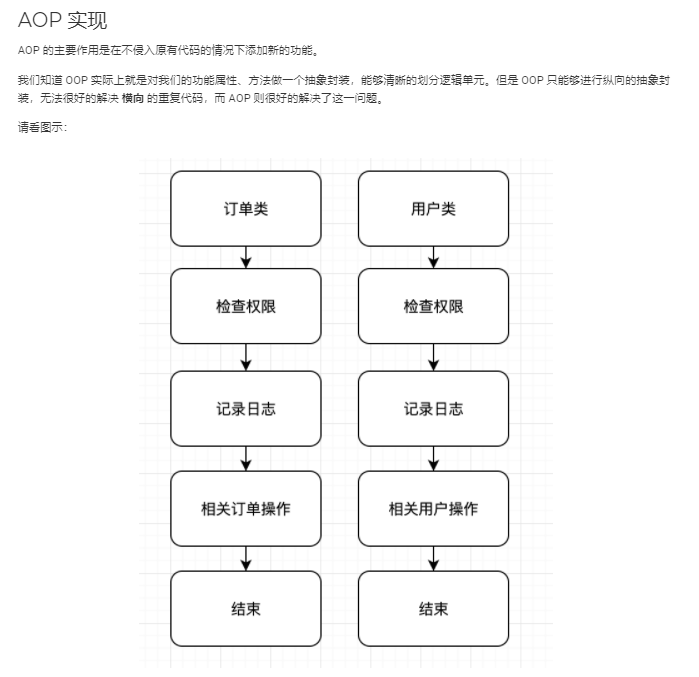 AOP 实现
AOP 的主要作用是在不侵入原有代码的情况下添加新的功能。
我们知道 OOP 实际上就是对我们的功能属性、方法做一个抽象封装，能够清晰的划分逻辑单元。但是 OOP 只能够进行纵向的抽象封
装，无法很好的解决 横向 的重复代码，而 AOP 则很好的解决了这一问题。
请看图示：
订单类
用户类
检查权限
检查权限
记录日志
记录日志
相关订单操作
相关用户操作
结束
结束